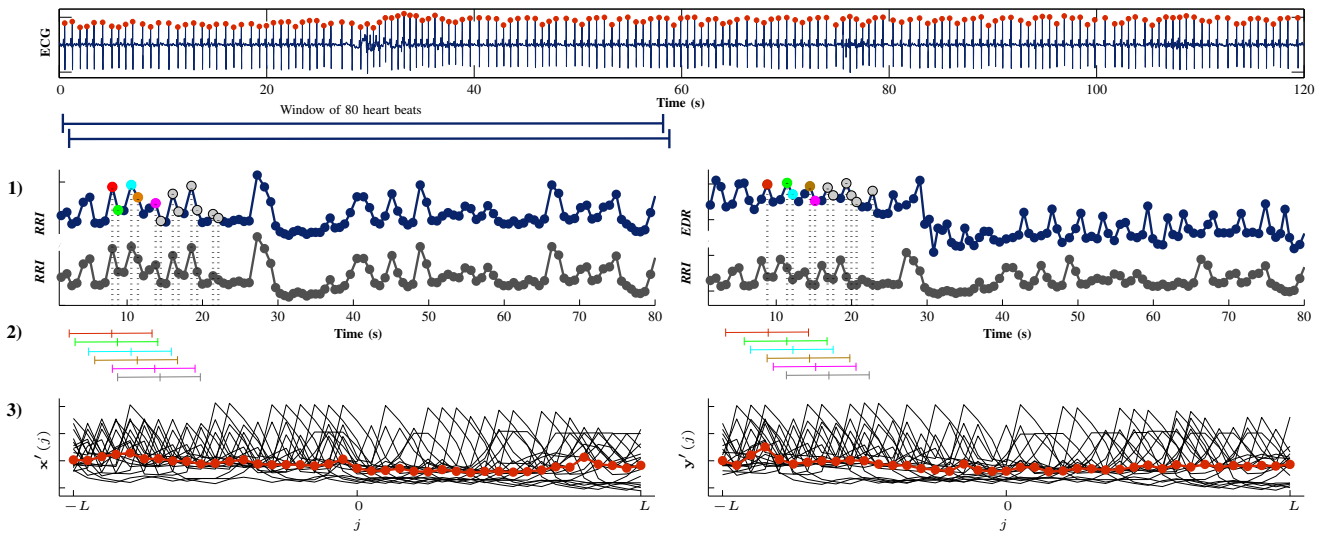 ECG
0 20 40 60 80 100 120
Time (s)
Window of 80 heart beats
1)
RRI
RRI
10 20 30 40 50 60 70 80
Time (s)
EDR
RRI
10 20 30 40 50 60 70 80
Time (s)
2)
3)
x′(j)
−L 0 L
j
y′(j)
−L 0 L
j